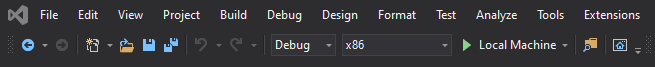 File Edit View Project Build Debug Design Format Test Analyze Tools Extensions
Debug x86 Local Machine